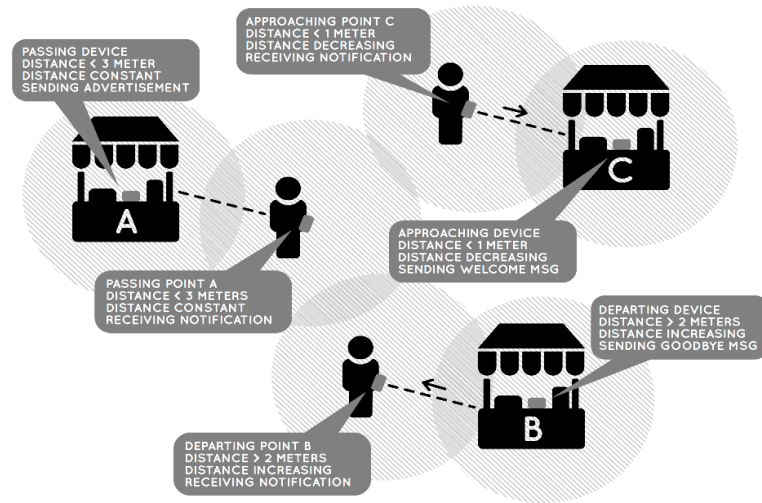 PASSING DEVICE
DISTANCE < 3 METER
DISTANCE CONSTANT
SENDING ADVERTISEMENT
APPROACHING POINT C
DISTANCE < 1 METER
DISTANCE DECREASING
RECEIVING NOTIFICATION
A
C
PASSING POINT A
DISTANCE < 3 METERS
DISTANCE CONSTANT
RECEIVING NOTIFICATION
APPROACHING DEVICE
DISTANCE < 1 METER
DISTANCE DECREASING
SENDING WELCOME MSG
DEPARTING DEVICE
DISTANCE > 2 METERS
DISTANCE INCREASING
SENDING GOODBYE MSG
B
DEPARTING POINT B
DISTANCE > 2 METERS
DISTANCE INCREASING
RECEIVING NOTIFICATION